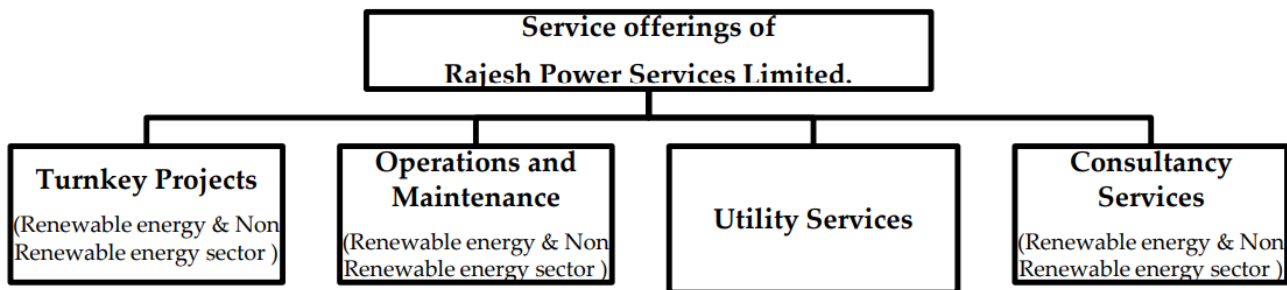 Service offerings of
Rajesh Power Services Limited.
Turnkey Projects
(Renewable energy & Non
Renewable energy sector )
Operations and
Maintenance
(Renewable energy & Non
Renewable energy sector )
Utility Services
Consultancy
Services
(Renewable energy & Non
Renewable energy sector )